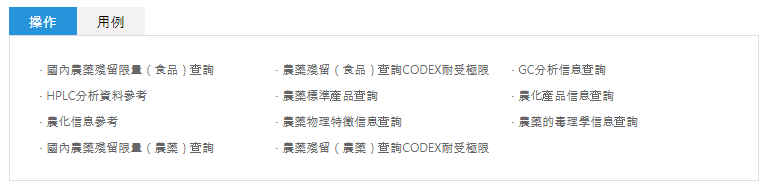 操作 用例
· 國內農藥殘留限量（食品）查詢 · 農藥殘留（食品）查詢CODEX耐受極限 · GC分析信息查詢
· HPLC分析資料參考 · 農藥標準產品查詢 · 農化產品信息查詢
· 農化信息參考 · 農藥物理特徵信息查詢 · 農藥的毒理學信息查詢
· 國內農藥殘留限量（農藥）查詢 · 農藥殘留（農藥）查詢CODEX耐受極限